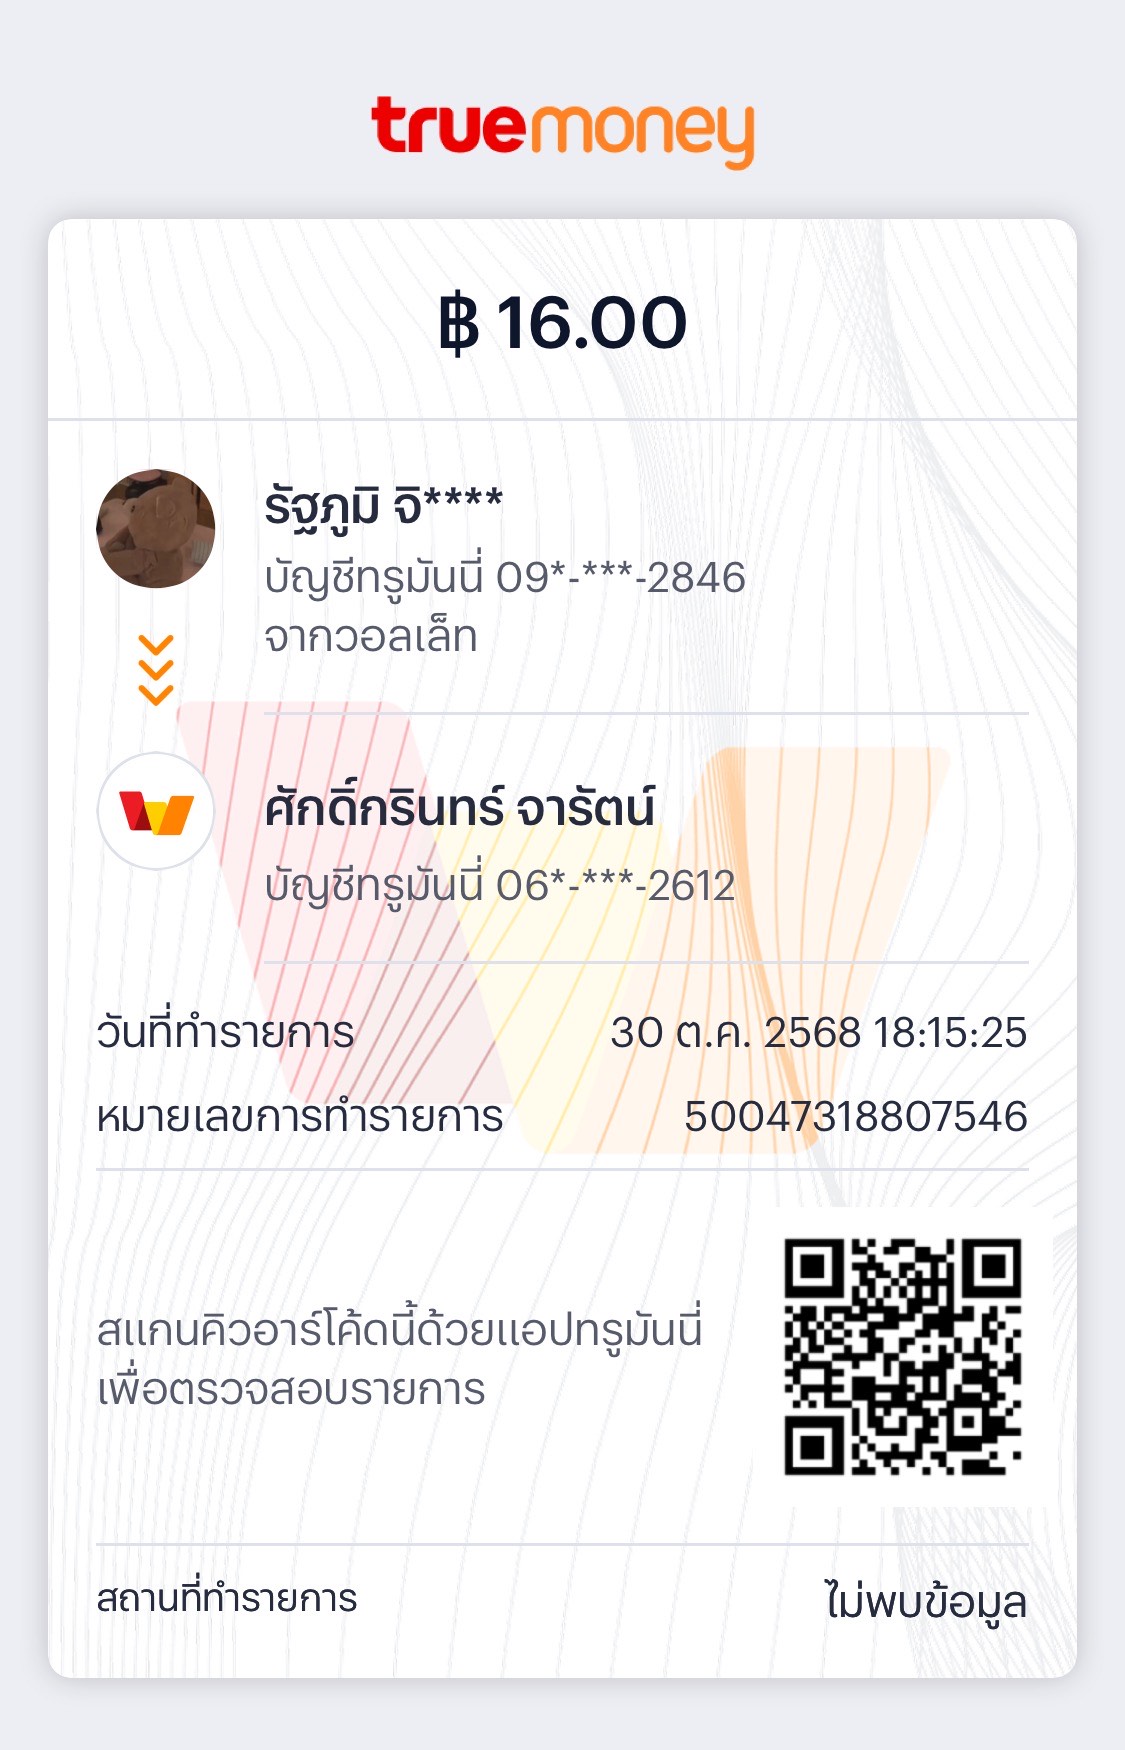 truemoney
฿ 16.00
รัฐภูมิ จิ****
บัญชีทรูมันนี่ 09*-***-2846
จากวอลเล็ท
ศักดิ์กรินทร์ จารัตน์
บัญชีทรูมันนี่ 06*-***-2612
วันที่ทำรายการ 30 ต.ค. 2568 18:15:25
หมายเลขการทำรายการ 50047318807546
สแกนคิวอาร์โค้ดนี้ด้วยแอปทรูมันนี่
เพื่อตรวจสอบรายการ
สถานที่ทำรายการ ไม่พบข้อมูล